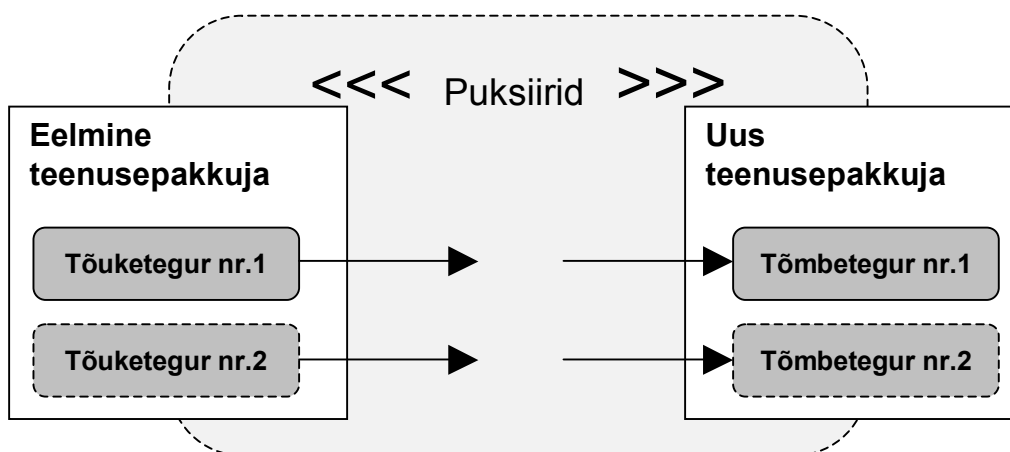 <<< Puksiirid >>>
Eelmine
teenusepakkuja
Tõuketegur nr.1
Tõuketegur nr.2
Uus
teenusepakkuja
Tõmbetegur nr.1
Tõmbetegur nr.2